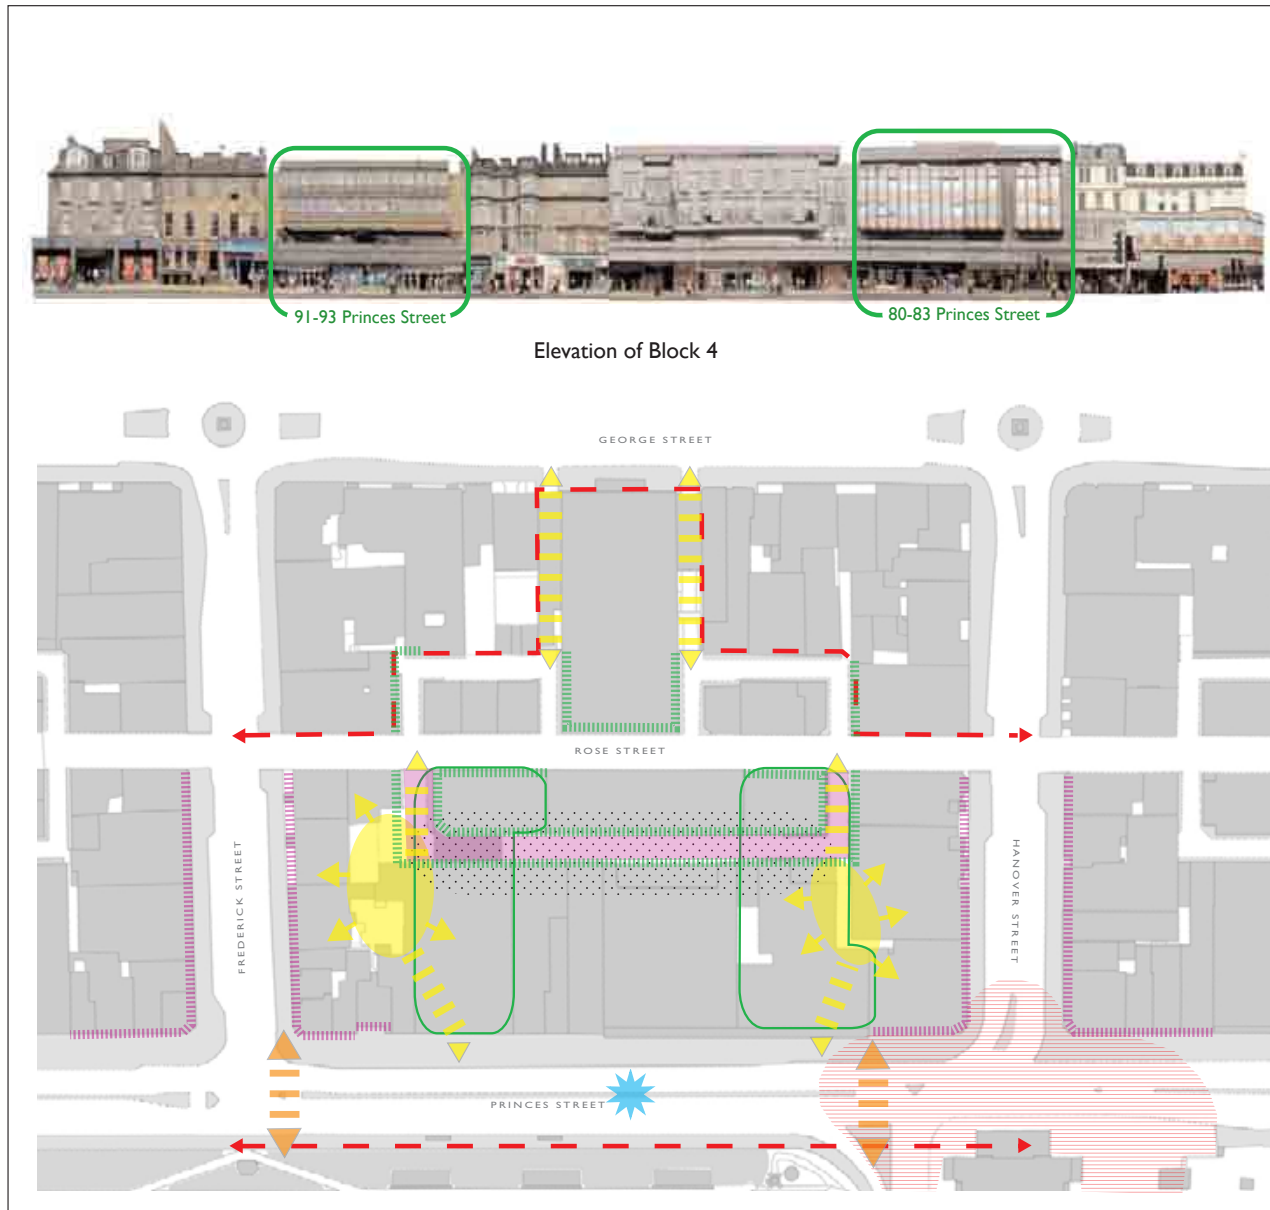 91-93 Princes Street
80-83 Princes Street
Elevation of Block 4
GEORGE STREET
ROSE STREET
FREDERICK STREET
HANOVER STREET
PRINCES STREET